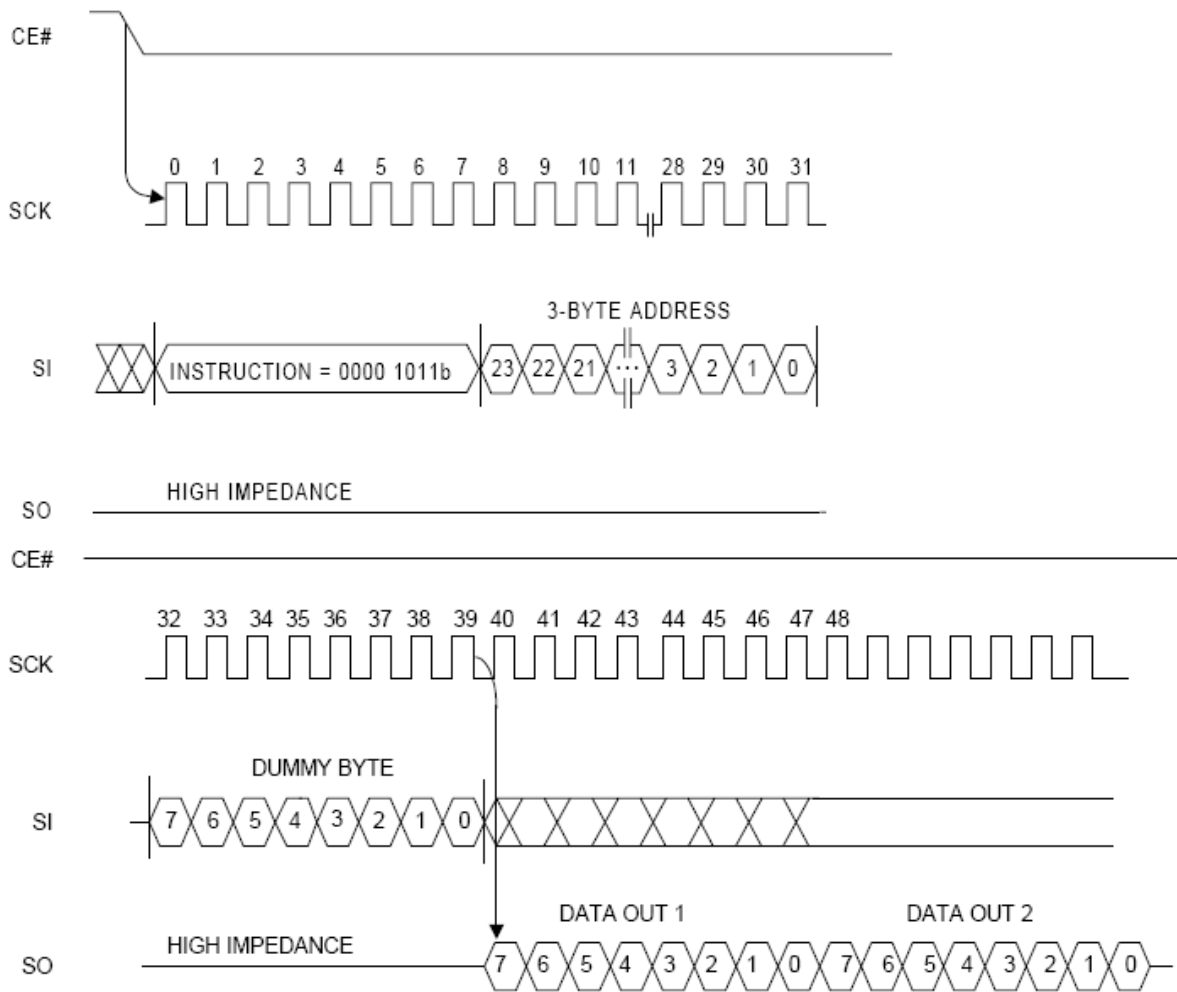 CE#
0 1 2 3 4 5 6 7 8 9 10 11 28 29 30 31
SCK
3-BYTE ADDRESS
SI INSTRUCTION = 0000 1011b 23 22 21 ... 3 2 1 0
HIGH IMPEDANCE
SO
CE#
32 33 34 35 36 37 38 39 40 41 42 43 44 45 46 47 48
SCK
DUMMY BYTE
SI 7 6 5 4 3 2 1 0
DATA OUT 1 DATA OUT 2
HIGH IMPEDANCE
SO 7 6 5 4 3 2 1 0 7 6 5 4 3 2 1 0